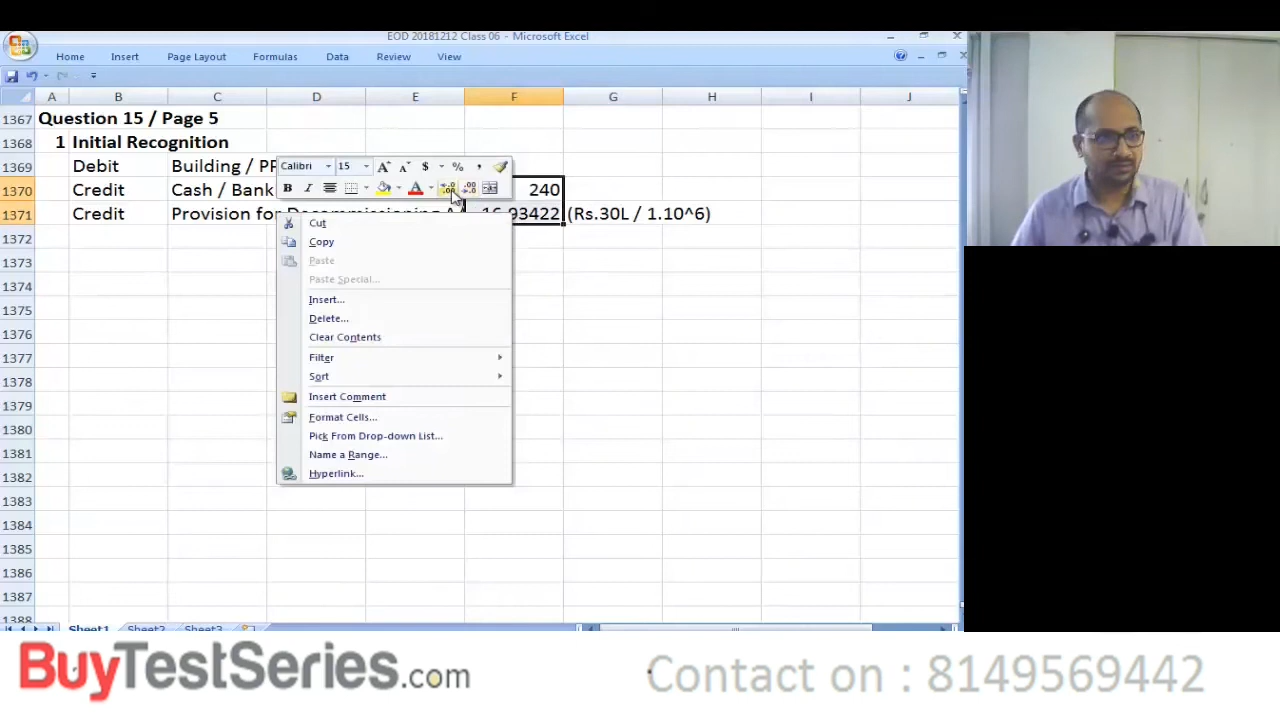 EOD 20181212 Class 06 - Microsoft Excel
Home Insert Page Layout Formulas Data Review View
A B C D E F G H I J
1367 Question 15 / Page 5
1368 1 Initial Recognition
1369 Debit Building /
1370 Credit Cash / Bank 240
1371 Credit Provision for Decommissioning 16.93422 (Rs.30L / 1.10^6)
Calibri 15 $ %
B I A
Cut
Copy
Paste
Paste Special...
Insert...
Delete...
Clear Contents
Filter
Sort
Insert Comment
Format Cells...
Pick From Drop-down List...
Name a Range...
Hyperlink...
1372
1373
1374
1375
1376
1377
1378
1379
1380
1381
1382
1383
1384
1385
1386
1387
1388
Sheet1 Sheet2 Sheet3
BuyTestSeries.com
Contact on : 8149569442